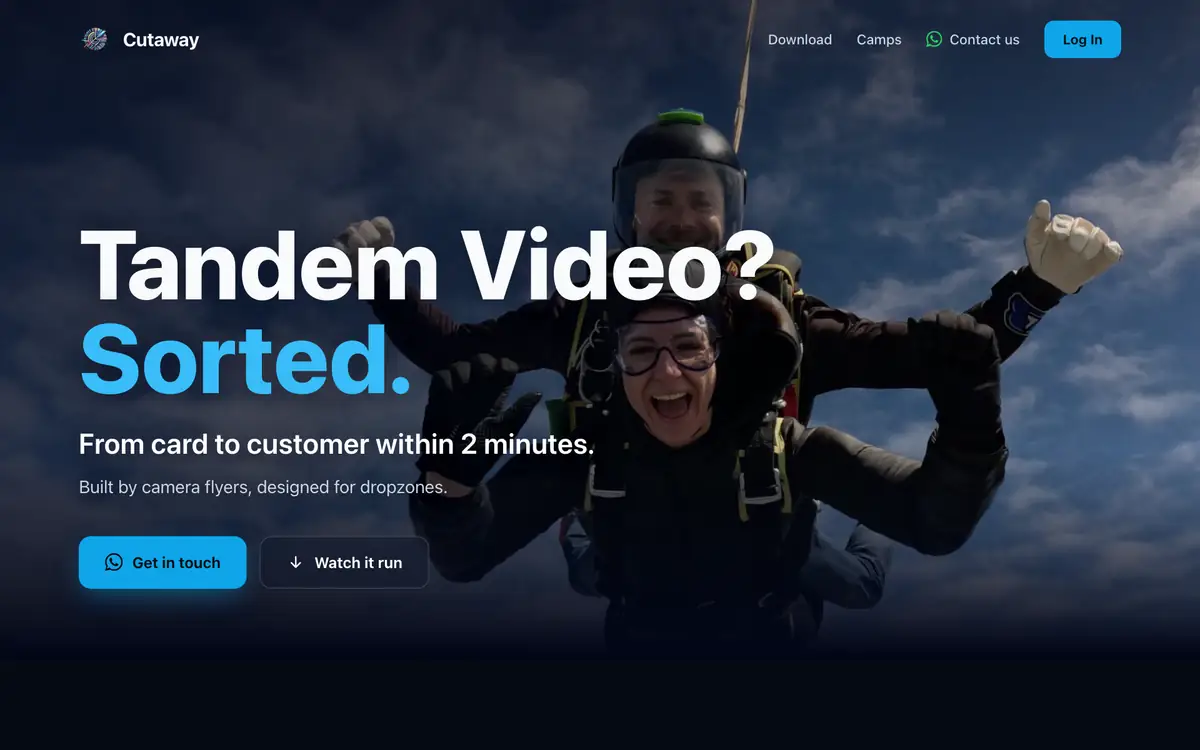 Cutaway
Download
Camps
Contact us
Log In
Tandem Video?
Sorted.
From card to customer within 2 minutes.
Built by camera flyers, designed for dropzones.
Get in touch
Watch it run